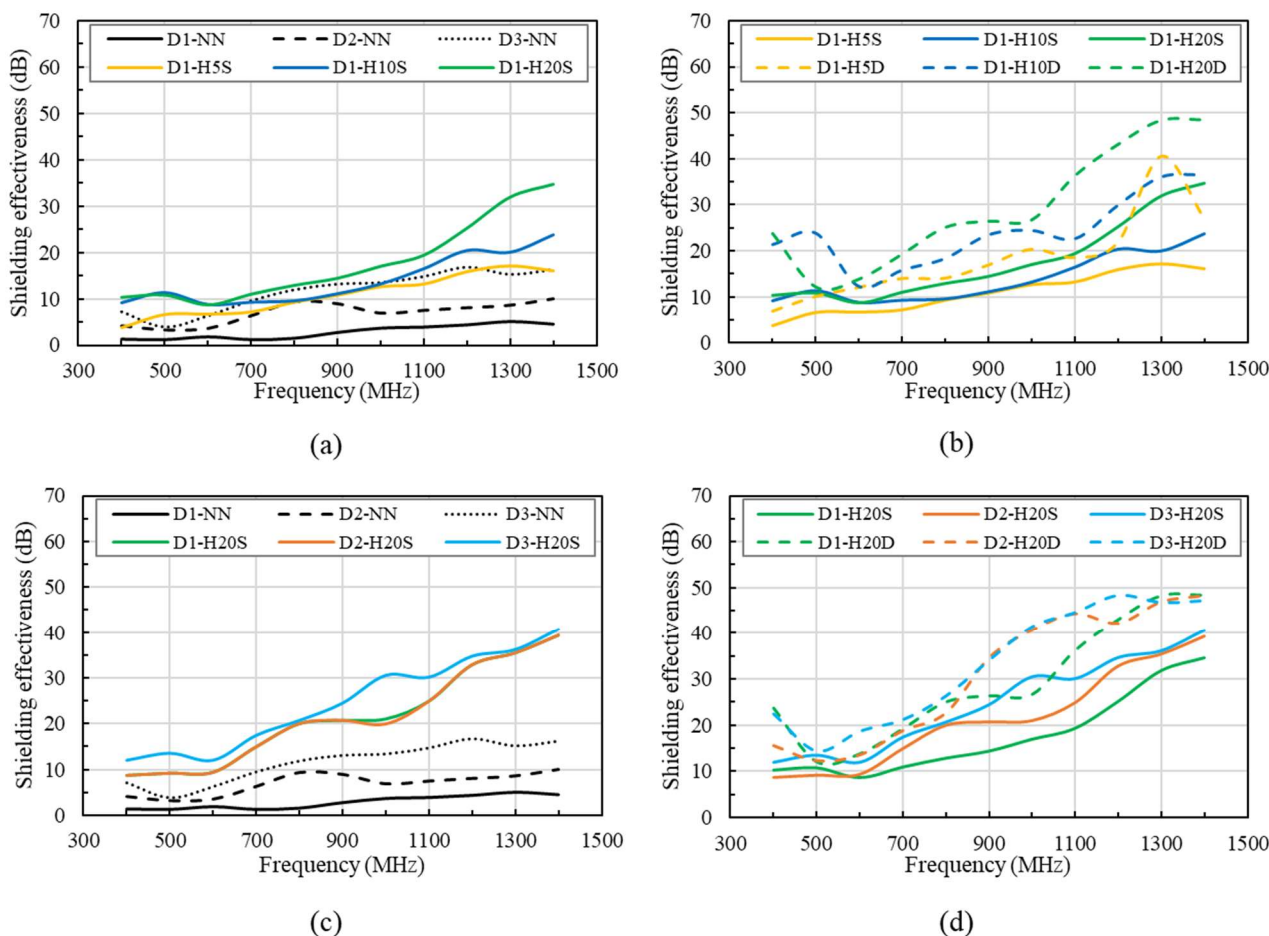 70
60
50
40
30
20
10
0
Shielding effectiveness (dB)
D1-NN D2-NN D3-NN
D1-H5S D1-H10S D1-H20S
300 500 700 900 1100 1300 1500
Frequency (MHz)
(a)
70
60
50
40
30
20
10
0
Shielding effectiveness (dB)
D1-H5S D1-H10S D1-H20S
D1-H5D D1-H10D D1-H20D
300 500 700 900 1100 1300 1500
Frequency (MHz)
(b)
70
60
50
40
30
20
10
0
Shielding effectiveness (dB)
D1-NN D2-NN D3-NN
D1-H20S D2-H20S D3-H20S
300 500 700 900 1100 1300 1500
Frequency (MHz)
(c)
70
60
50
40
30
20
10
0
Shielding effectiveness (dB)
D1-H20S D2-H20S D3-H20S
D1-H20D D2-H20D D3-H20D
300 500 700 900 1100 1300 1500
Frequency (MHz)
(d)